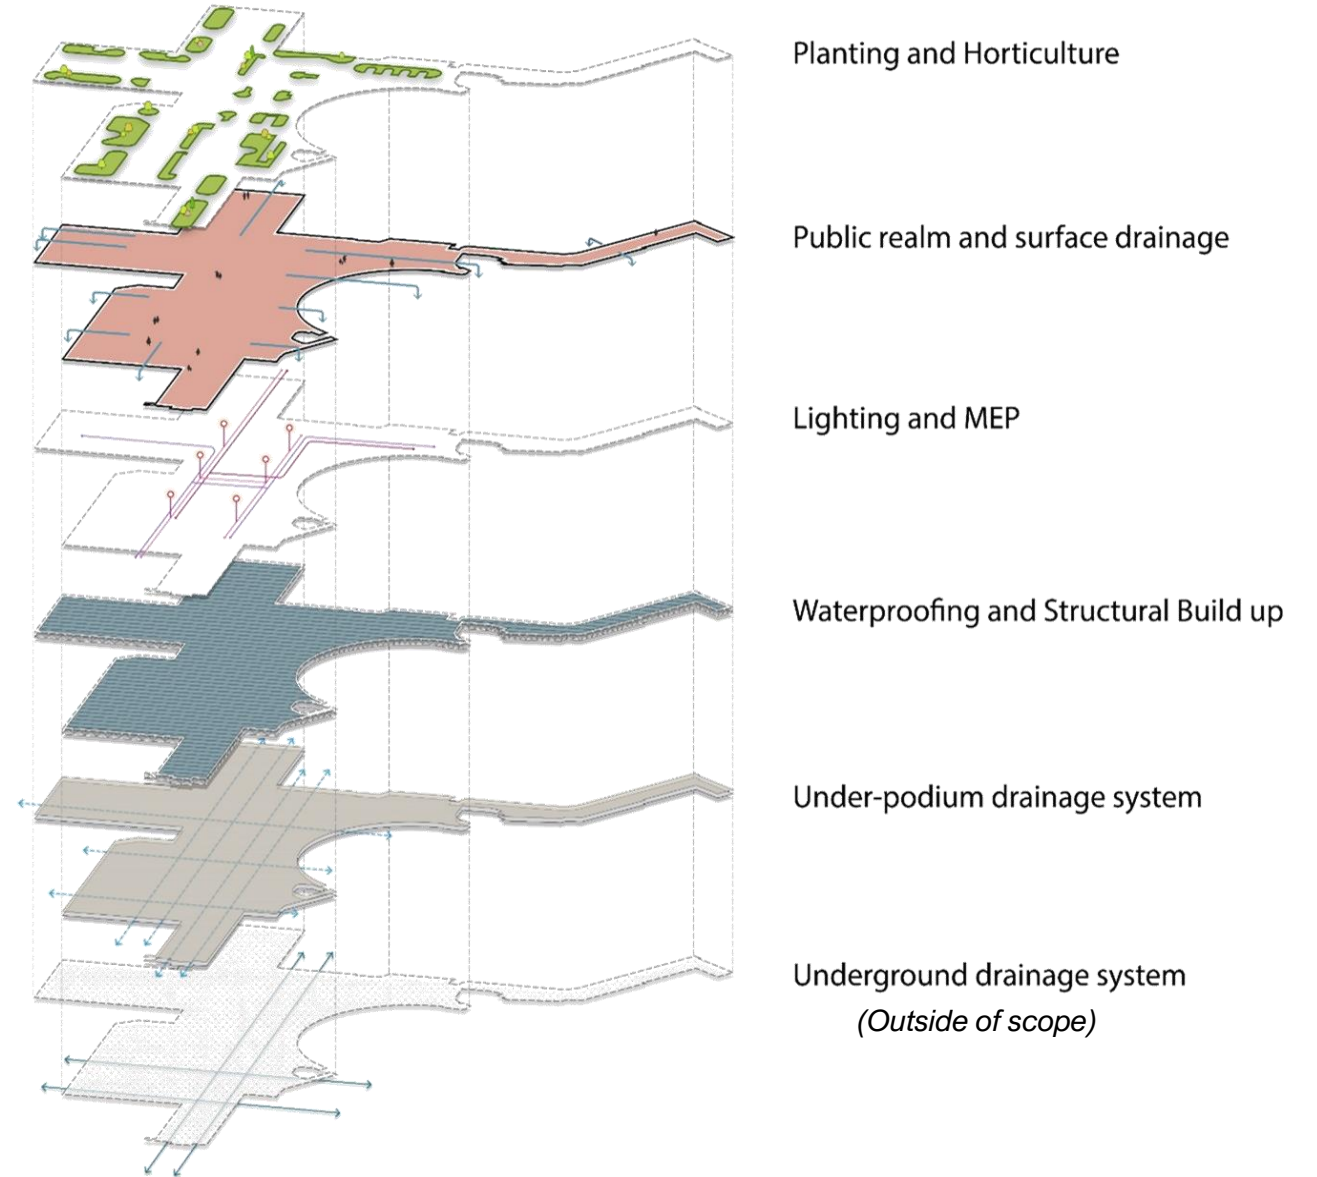 Planting and Horticulture
Public realm and surface drainage
Lighting and MEP
Waterproofing and Structural Build up
Under-podium drainage system
Underground drainage system
(Outside of scope)